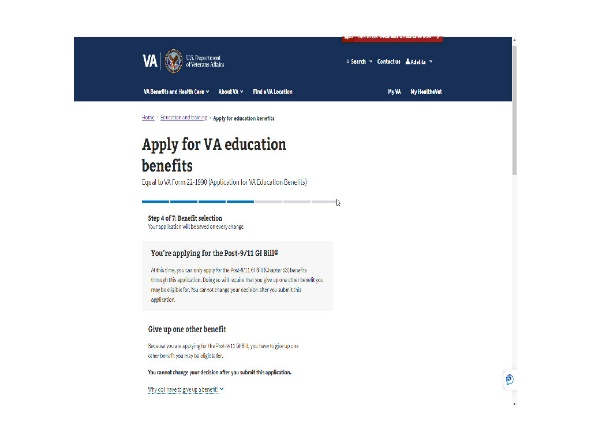 VA
U.S. Department
of Veterans Affairs
Search Contact us Adella
VA Benefits and Health Care About VA Find a VA Location
My VA My HealtheVet
Home › Education and training › Apply for education benefits
Apply for VA education
benefits
Equal to VA Form 22-1990 (Application for VA Education Benefits)
Step 4 of 7: Benefit selection
Your application will be saved on every change.
You're applying for the Post-9/11 GI Bill®
At this time, you can only apply for the Post-9/11 GI Bill (Chapter 33) benefits
through this application. Doing so will require that you give up one other benefit you
may be eligible for. You cannot change your decision after you submit this
application.
Give up one other benefit
Because you are applying for the Post-9/11 GI Bill, you have to give up one
other benefit you may be eligible for.
You cannot change your decision after you submit this application.
Why do I have to give up a benefit?